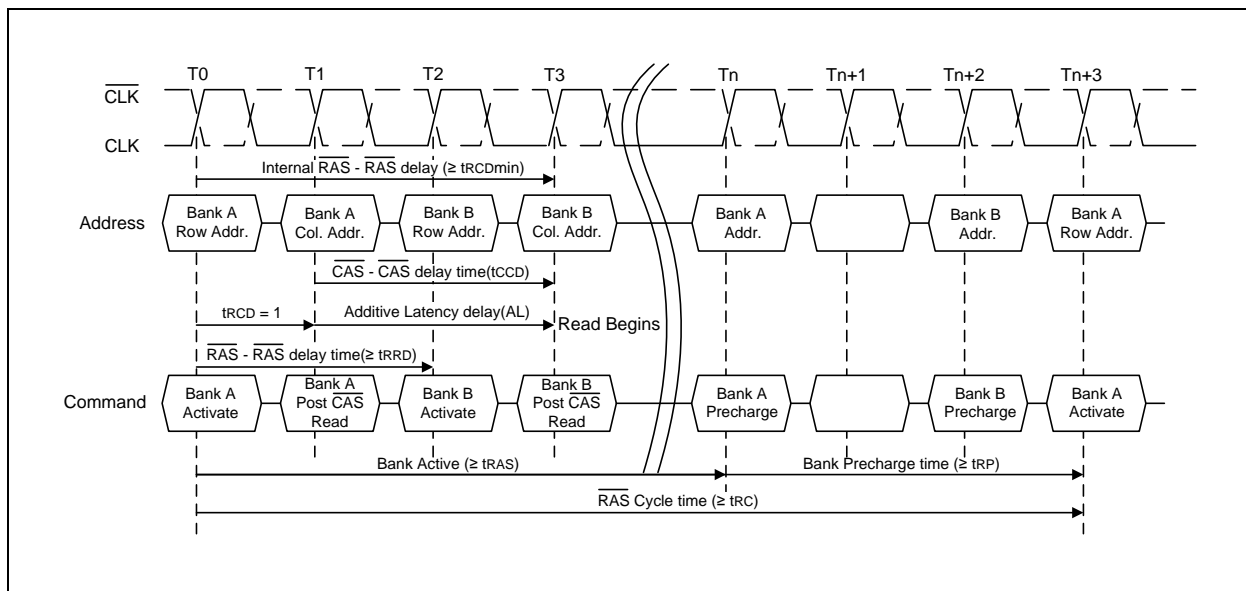 T0 T1 T2 T3 Tn Tn+1 Tn+2 Tn+3
CLK
CLK
Internal RAS - RAS delay (≥ tRCDmin)
Address
Bank A
Row Addr.
Bank A
Col. Addr.
Bank B
Row Addr.
Bank B
Col. Addr.
Bank A
Addr.
Bank B
Addr.
Bank A
Row Addr.
CAS - CAS delay time(tCCD)
tRCD = 1
Additive Latency delay(AL)
Read Begins
RAS - RAS delay time(≥ tRRD)
Command
Bank A
Activate
Bank A
Post CAS
Read
Bank B
Activate
Bank B
Post CAS
Read
Bank A
Precharge
Bank B
Precharge
Bank A
Activate
Bank Active (≥ tRAS)
Bank Precharge time (≥ tRP)
RAS Cycle time (≥ tRC)